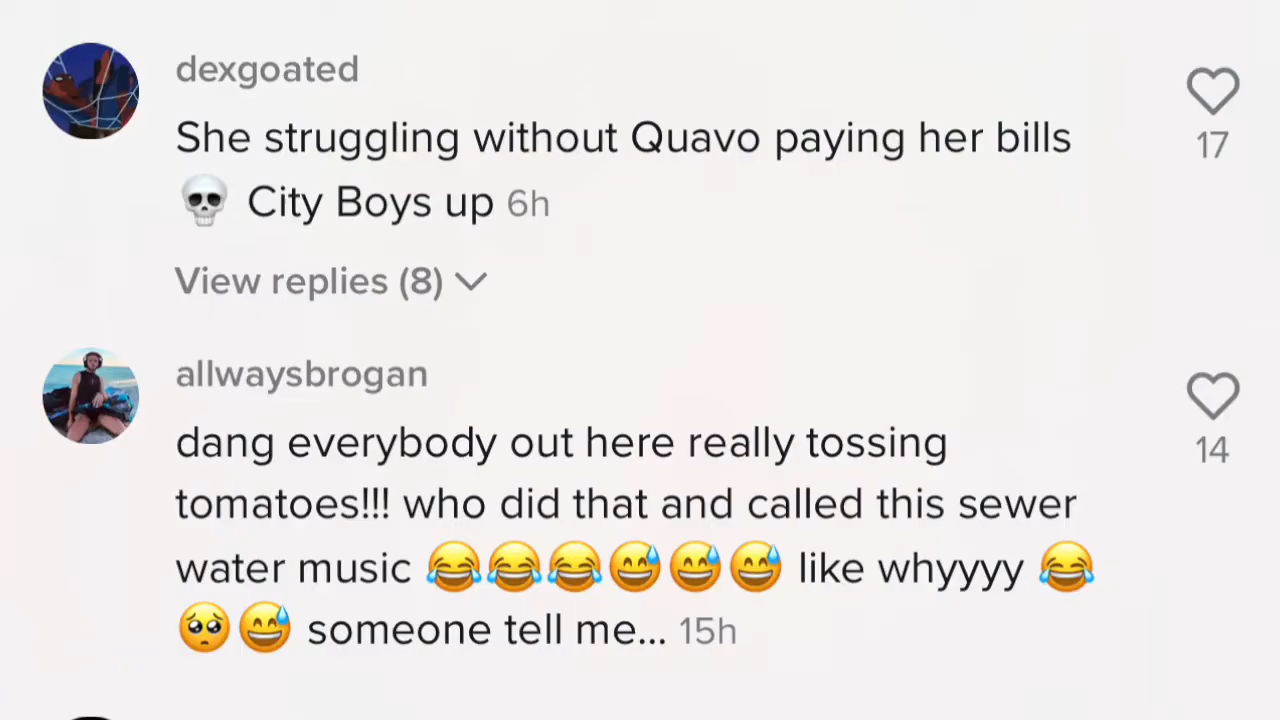 dexgoated
She struggling without Quavo paying her bills
💀 City Boys up 6h
17
View replies (8)
allwaysbrogan
dang everybody out here really tossing
tomatoes!!! who did that and called this sewer
water music 😂😂😂😅😅😅 like whyyyy 😂
🥺😅 someone tell me... 15h
14